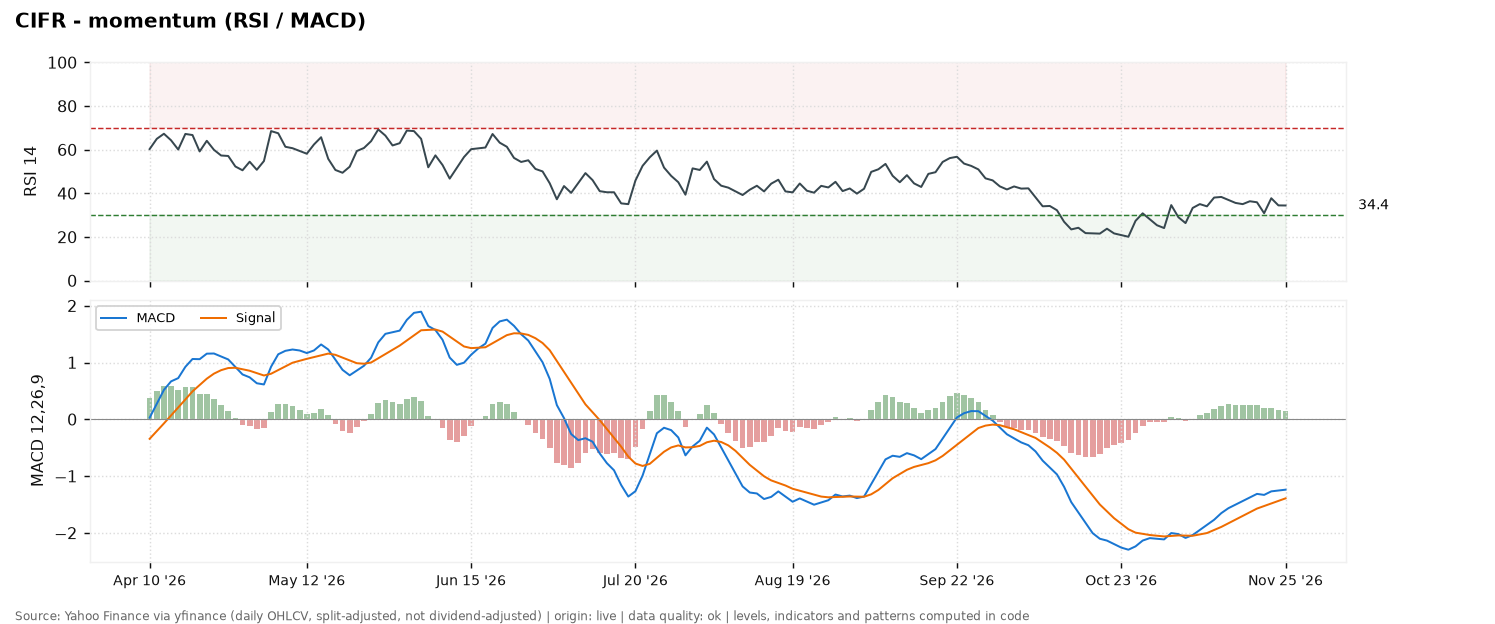 CIFR - momentum (RSI / MACD)
100
80
60
40
20
0
RSI 14
34.4
2
1
0
−1
−2
MACD 12,26,9
MACD
Signal
Apr 10 '26
May 12 '26
Jun 15 '26
Jul 20 '26
Aug 19 '26
Sep 22 '26
Oct 23 '26
Nov 25 '26
Source: Yahoo Finance via yfinance (daily OHLCV, split-adjusted, not dividend-adjusted) | origin: live | data quality: ok | levels, indicators and patterns computed in code